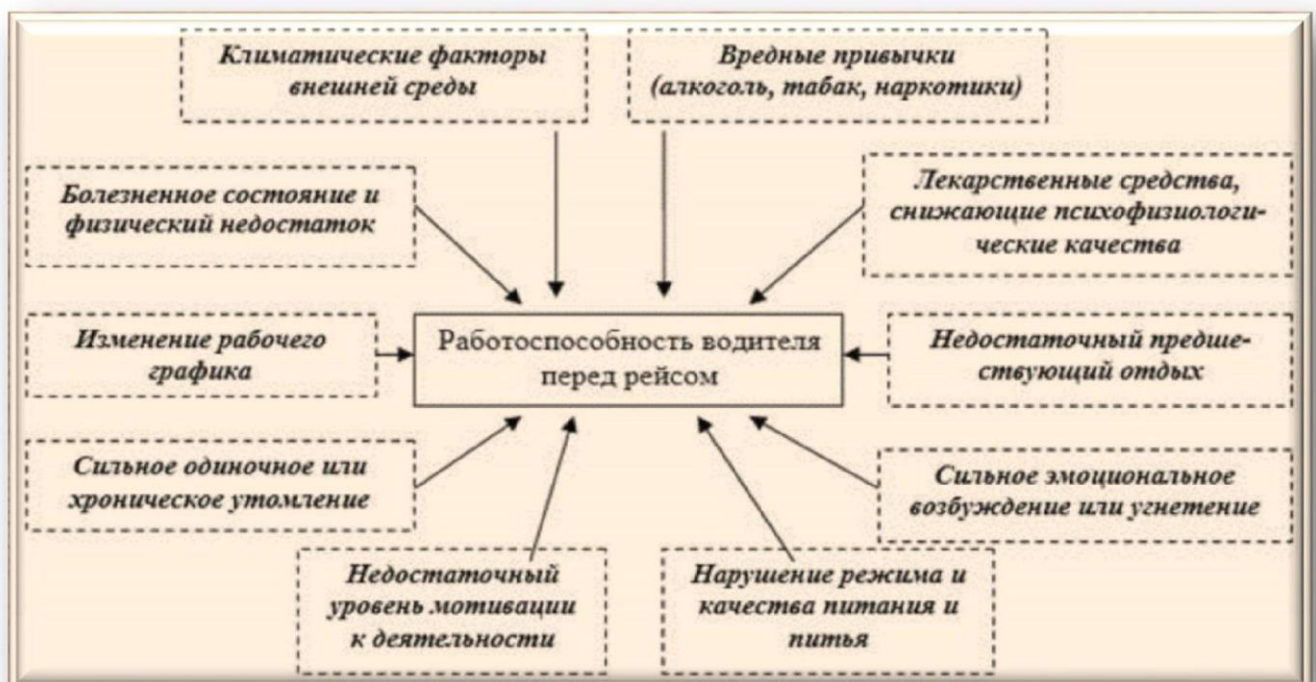 Климатические факторы
внешней среды
Вредные привычки
(алкоголь, табак, наркотики)
Болезненное состояние и
физический недостаток
Лекарственные средства,
снижающие психофизиологи-
ческие качества
Изменение рабочего
графика
Работоспособность водителя
перед рейсом
Недостаточный предше-
ствующий отдых
Сильное одиночное или
хроническое утомление
Сильное эмоциональное
возбуждение или угнетение
Недостаточный
уровень мотивации
к деятельности
Нарушение режима и
качества питания и
питья